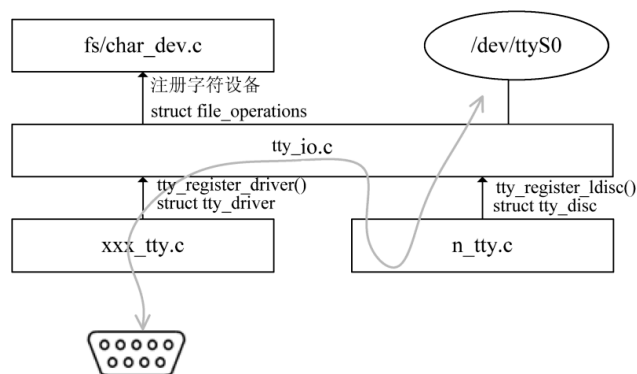 fs/char_dev.c
/dev/ttyS0
注册字符设备
struct file_operations
tty_io.c
tty_register_driver()
struct tty_driver
tty_register_ldisc()
struct tty_disc
xxx_tty.c
n_tty.c